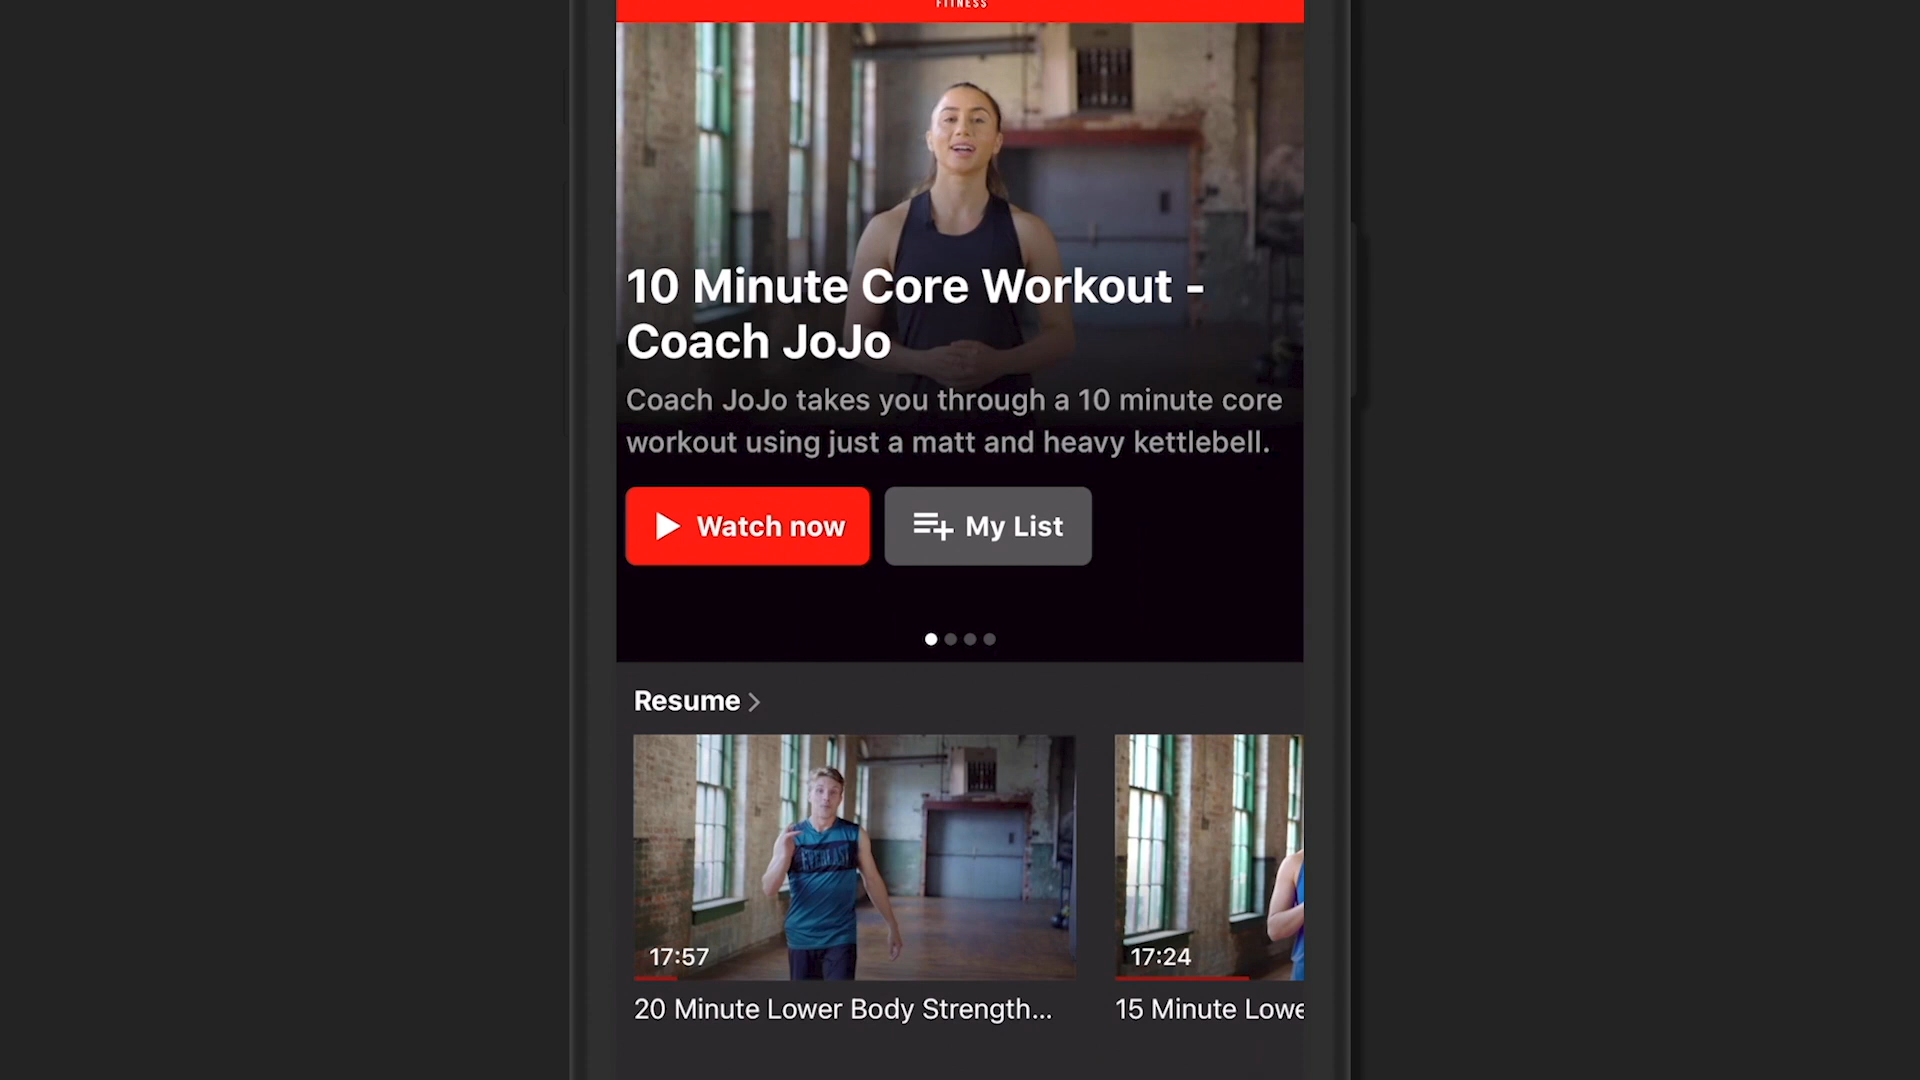 FITNESS
10 Minute Core Workout -
Coach JoJo
Coach JoJo takes you through a 10 minute core
workout using just a matt and heavy kettlebell.
Watch now
My List
Resume
EVERLAST
17:57
17:24
20 Minute Lower Body Strength...
15 Minute Lowe